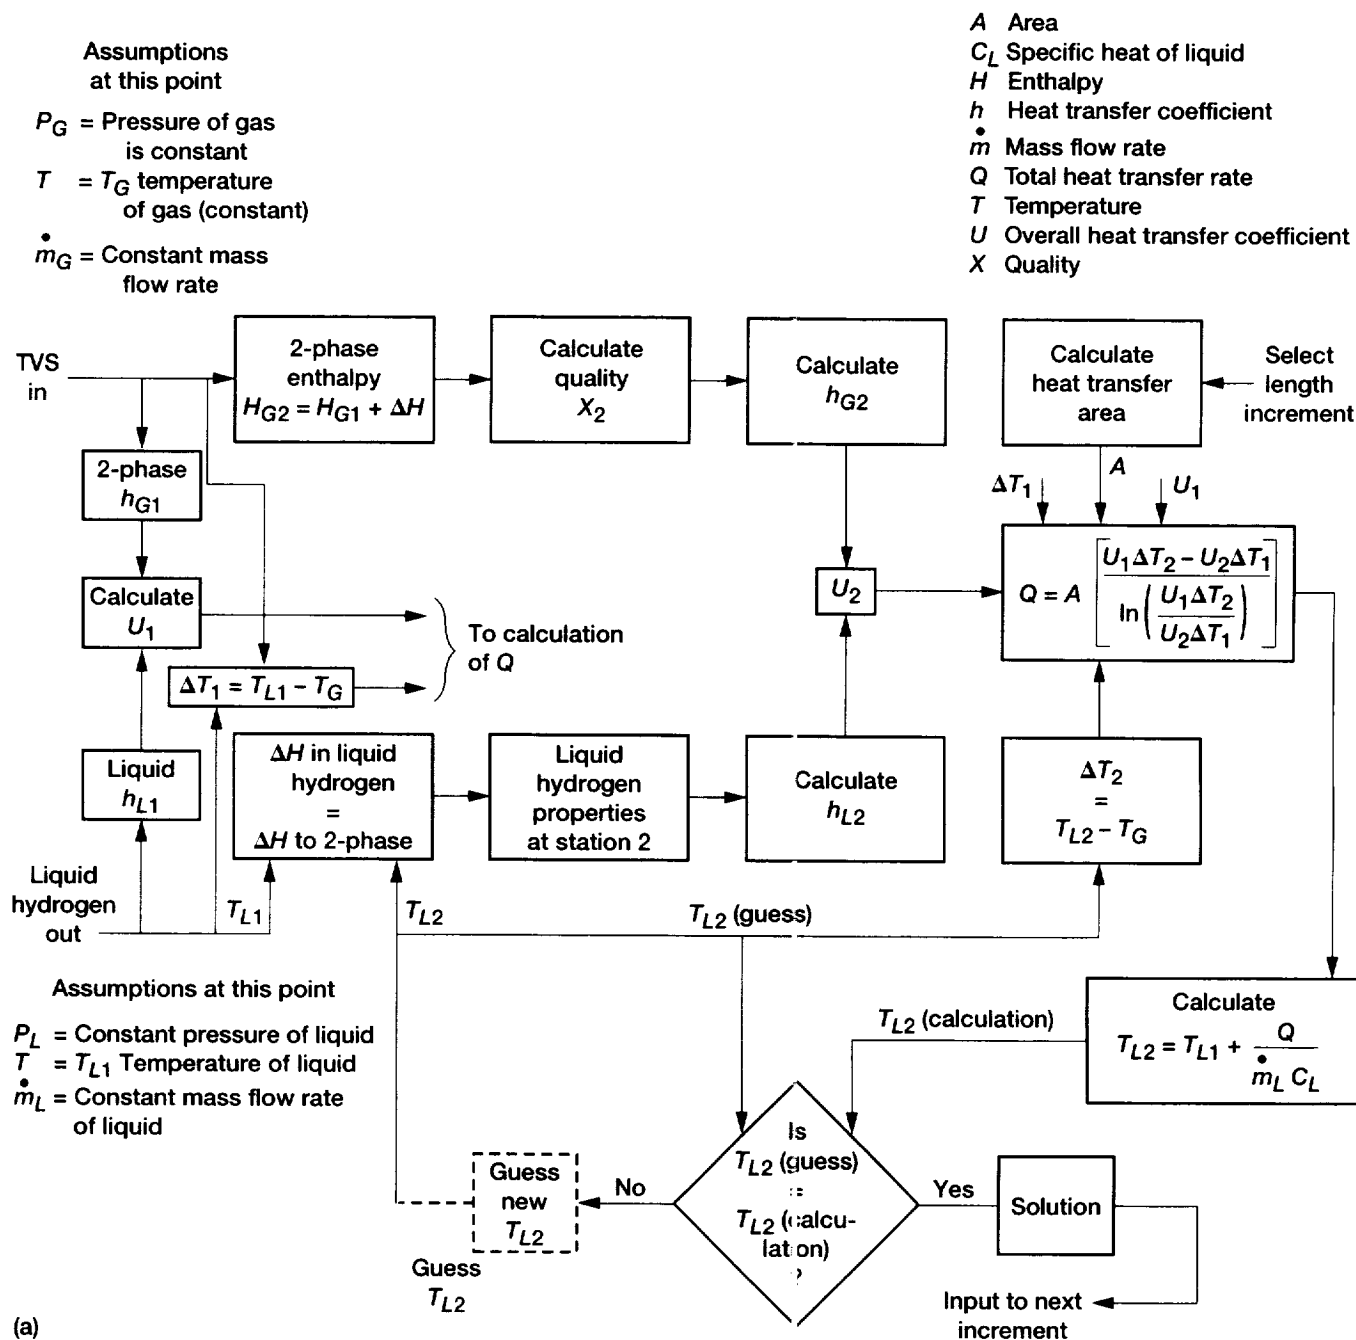 Assumptions
at this point
P_G = Pressure of gas
is constant
T = T_G temperature
of gas (constant)
ṁ_G = Constant mass
flow rate
A Area
C_L Specific heat of liquid
H Enthalpy
h Heat transfer coefficient
ṁ Mass flow rate
Q Total heat transfer rate
T Temperature
U Overall heat transfer coefficient
X Quality
TVS
in
2-phase
enthalpy
H_G2 = H_G1 + ΔH
Calculate
quality
X_2
Calculate
h_G2
Calculate
heat transfer
area
Select
length
increment
2-phase
h_G1
ΔT_1
A
U_1
Calculate
U_1
To calculation
of Q
U_2
Q = A [ (U_1ΔT_2 – U_2ΔT_1) / ln (U_1ΔT_2 / U_2ΔT_1) ]
ΔT_1 = T_L1 – T_G
Liquid
h_L1
ΔH in liquid
hydrogen
=
ΔH to 2-phase
Liquid
hydrogen
properties
at station 2
Calculate
h_L2
ΔT_2
=
T_L2 – T_G
Liquid
hydrogen
out
T_L1
T_L2
T_L2 (guess)
Assumptions at this point
P_L = Constant pressure of liquid
T = T_L1 Temperature of liquid
ṁ_L = Constant mass flow rate
of liquid
T_L2 (calculation)
Calculate
T_L2 = T_L1 + Q / (ṁ_L C_L)
Is
T_L2 (guess)
=
T_L2 (calcu-
lation)
?
No
Yes
Guess
new
T_L2
Guess
T_L2
Solution
Input to next
increment
(a)